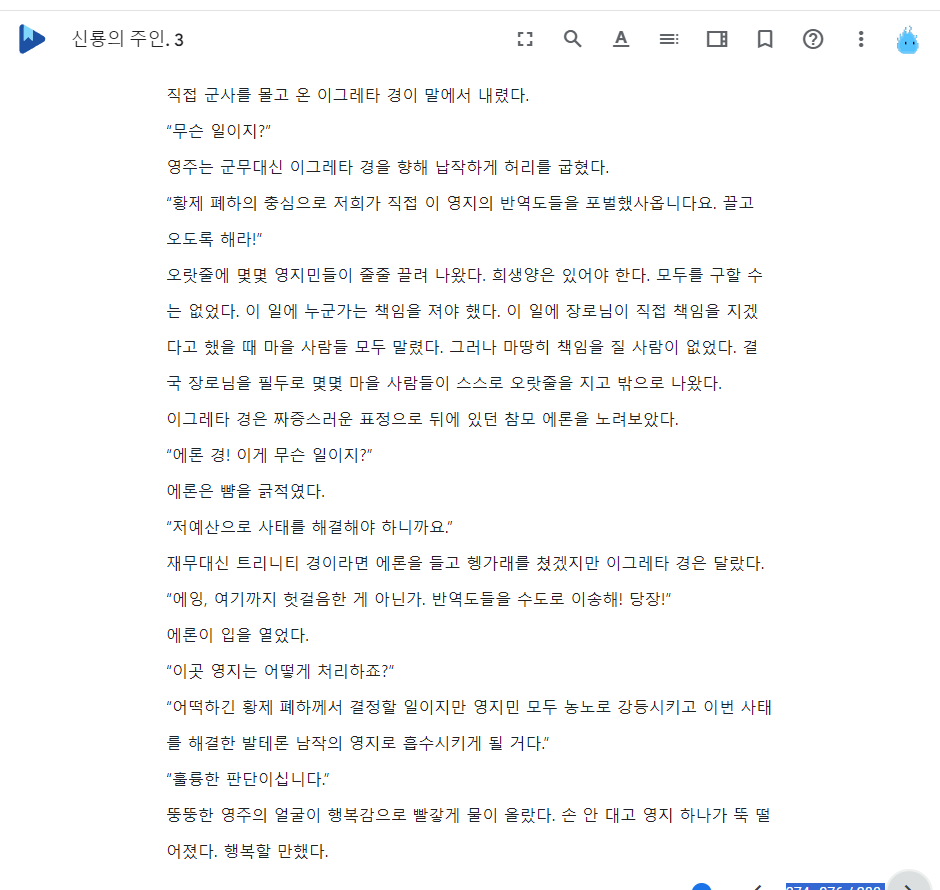 신룡의 주인. 3
직접 군사를 몰고 온 이그레타 경이 말에서 내렸다.
“무슨 일이지?”
영주는 군무대신 이그레타 경을 향해 납작하게 허리를 굽혔다.
“황제 폐하의 충심으로 저희가 직접 이 영지의 반역도들을 포벌했사옵니다요. 끌고
오도록 해라!”
오랏줄에 몇몇 영지민들이 줄줄 끌려 나왔다. 희생양은 있어야 한다. 모두를 구할 수
는 없었다. 이 일에 누군가는 책임을 져야 했다. 이 일에 장로님이 직접 책임을 지겠
다고 했을 때 마을 사람들 모두 말렸다. 그러나 마땅히 책임을 질 사람이 없었다. 결
국 장로님을 필두로 몇몇 마을 사람들이 스스로 오랏줄을 지고 밖으로 나왔다.
이그레타 경은 짜증스러운 표정으로 뒤에 있던 참모 에론을 노려보았다.
“에론 경! 이게 무슨 일이지?”
에론은 뺨을 긁적였다.
“저예산으로 사태를 해결해야 하니까요.”
재무대신 트리니티 경이라면 에론을 들고 헹가래를 쳤겠지만 이그레타 경은 달랐다.
“에잉, 여기까지 헛걸음한 게 아닌가. 반역도들을 수도로 이송해! 당장!”
에론이 입을 열었다.
“이곳 영지는 어떻게 처리하죠?”
“어떡하긴 황제 폐하께서 결정할 일이지만 영지민 모두 농노로 강등시키고 이번 사태
를 해결한 발테론 남작의 영지로 흡수시키게 될 거다.”
“훌륭한 판단이십니다.”
뚱뚱한 영주의 얼굴이 행복감으로 빨갛게 물이 올랐다. 손 안 대고 영지 하나가 뚝 떨
어졌다. 행복할 만했다.